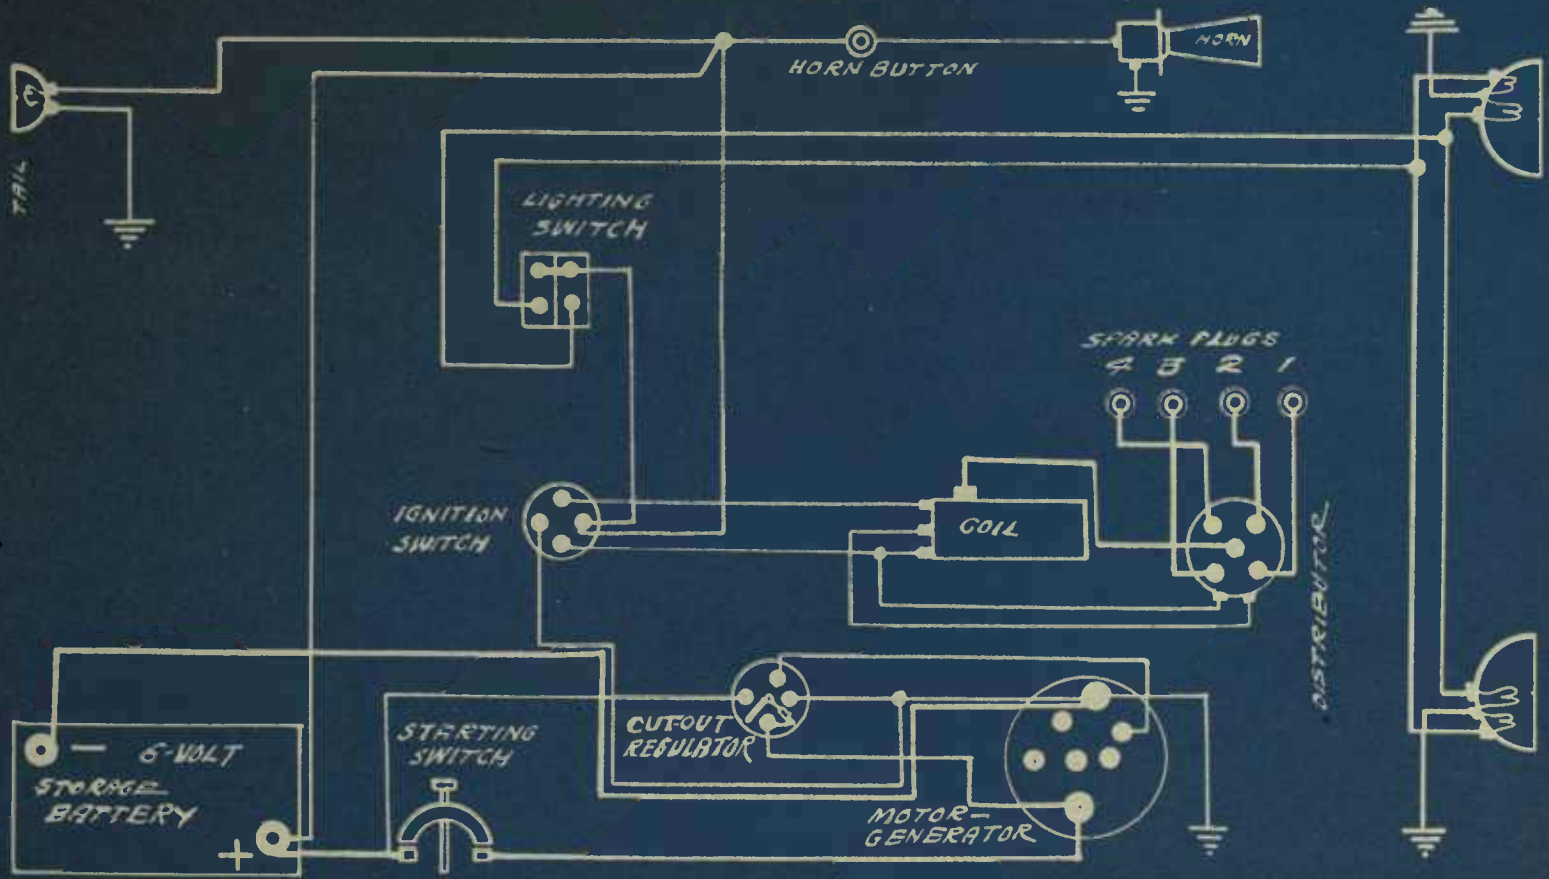 HORN
HORN BUTTON
TAIL
LIGHTING
SWITCH
SPARK PLUGS
4 3 2 1
IGNITION
SWITCH
COIL
DISTRIBUTOR
CUT-OUT
REGULATOR
STARTING
SWITCH
— 6-VOLT
STORAGE
BATTERY
+
MOTOR-
GENERATOR